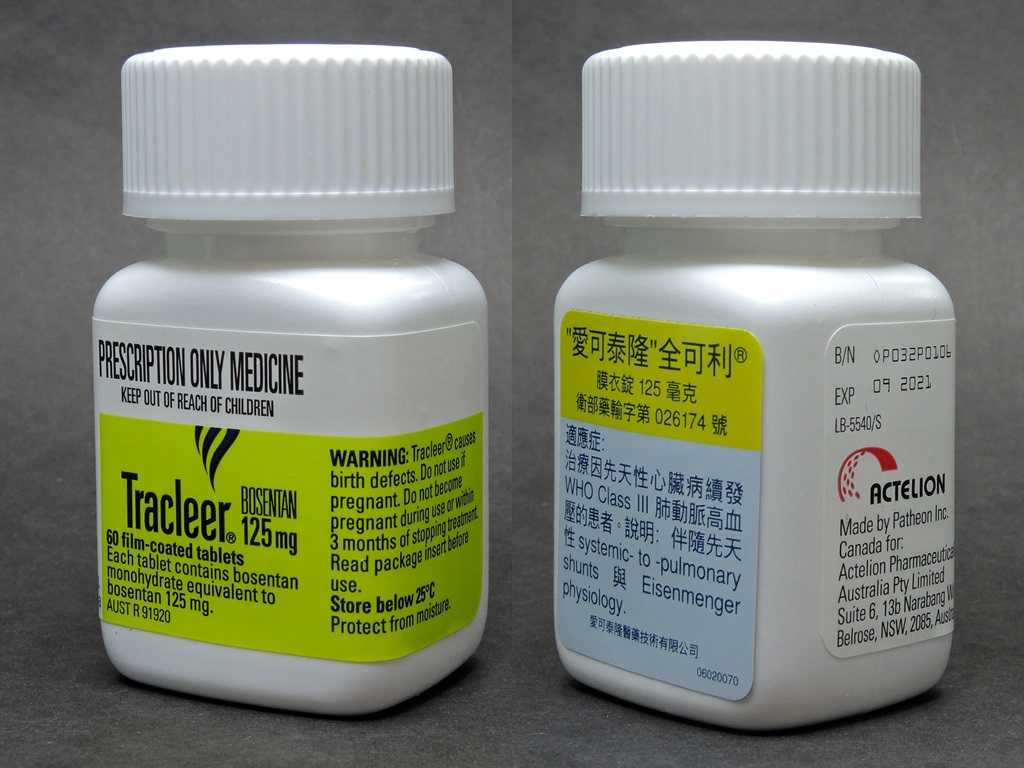 PRESCRIPTION ONLY MEDICINE
KEEP OUT OF REACH OF CHILDREN
Tracleer® BOSENTAN
125 mg
60 film-coated tablets
Each tablet contains bosentan
monohydrate equivalent to
bosentan 125 mg.
AUST R 91920
WARNING: Tracleer® causes
birth defects. Do not use if
pregnant. Do not become
pregnant during use or within
3 months of stopping treatment.
Read package insert before
use.
Store below 25°C
Protect from moisture.
"愛可泰隆"全可利®
膜衣錠 125 毫克
衛部藥輸字第 026174 號
適應症:
治療因先天性心臟病續發
WHO Class III 肺動脈高血
壓的患者。說明: 伴隨先天
性 systemic- to -pulmonary
shunts 與 Eisenmenger
physiology.
愛可泰隆醫藥技術有限公司
06020070
B/N ◊P032P0106
EXP 09 2021
LB-5540/S
ACTELION
Made by Patheon Inc.
Canada for:
Actelion Pharmaceutica
Australia Pty Limited
Suite 6, 13b Narabang W
Belrose, NSW, 2085, Austra